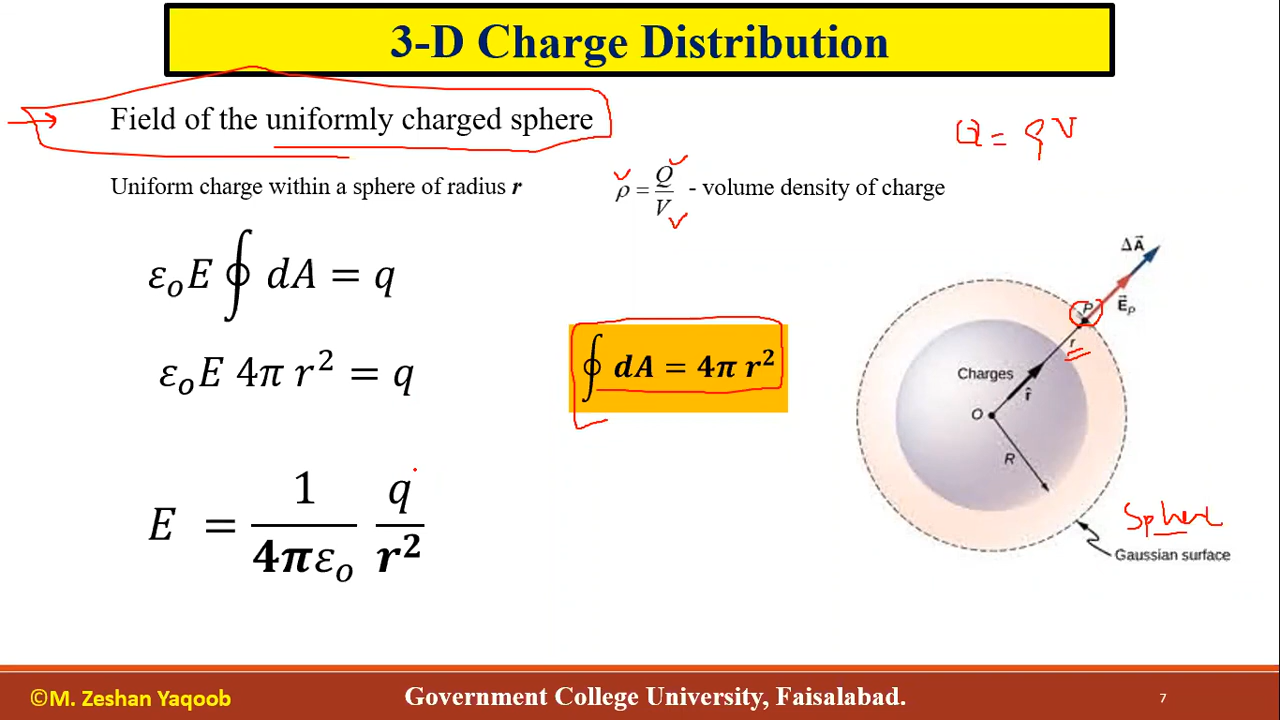 3-D Charge Distribution
Field of the uniformly charged sphere
Q = ρV
Uniform charge within a sphere of radius r
ρ = Q/V - volume density of charge
ε₀E∮dA = q
ε₀E 4π r² = q
∮ dA = 4π r²
E = 1/4πε₀ q/r²
ΔA⃗
P
E⃗ₚ
r
Charges
r̂
O
R
Sphere
Gaussian surface
©M. Zeshan Yaqoob
Government College University, Faisalabad.
7